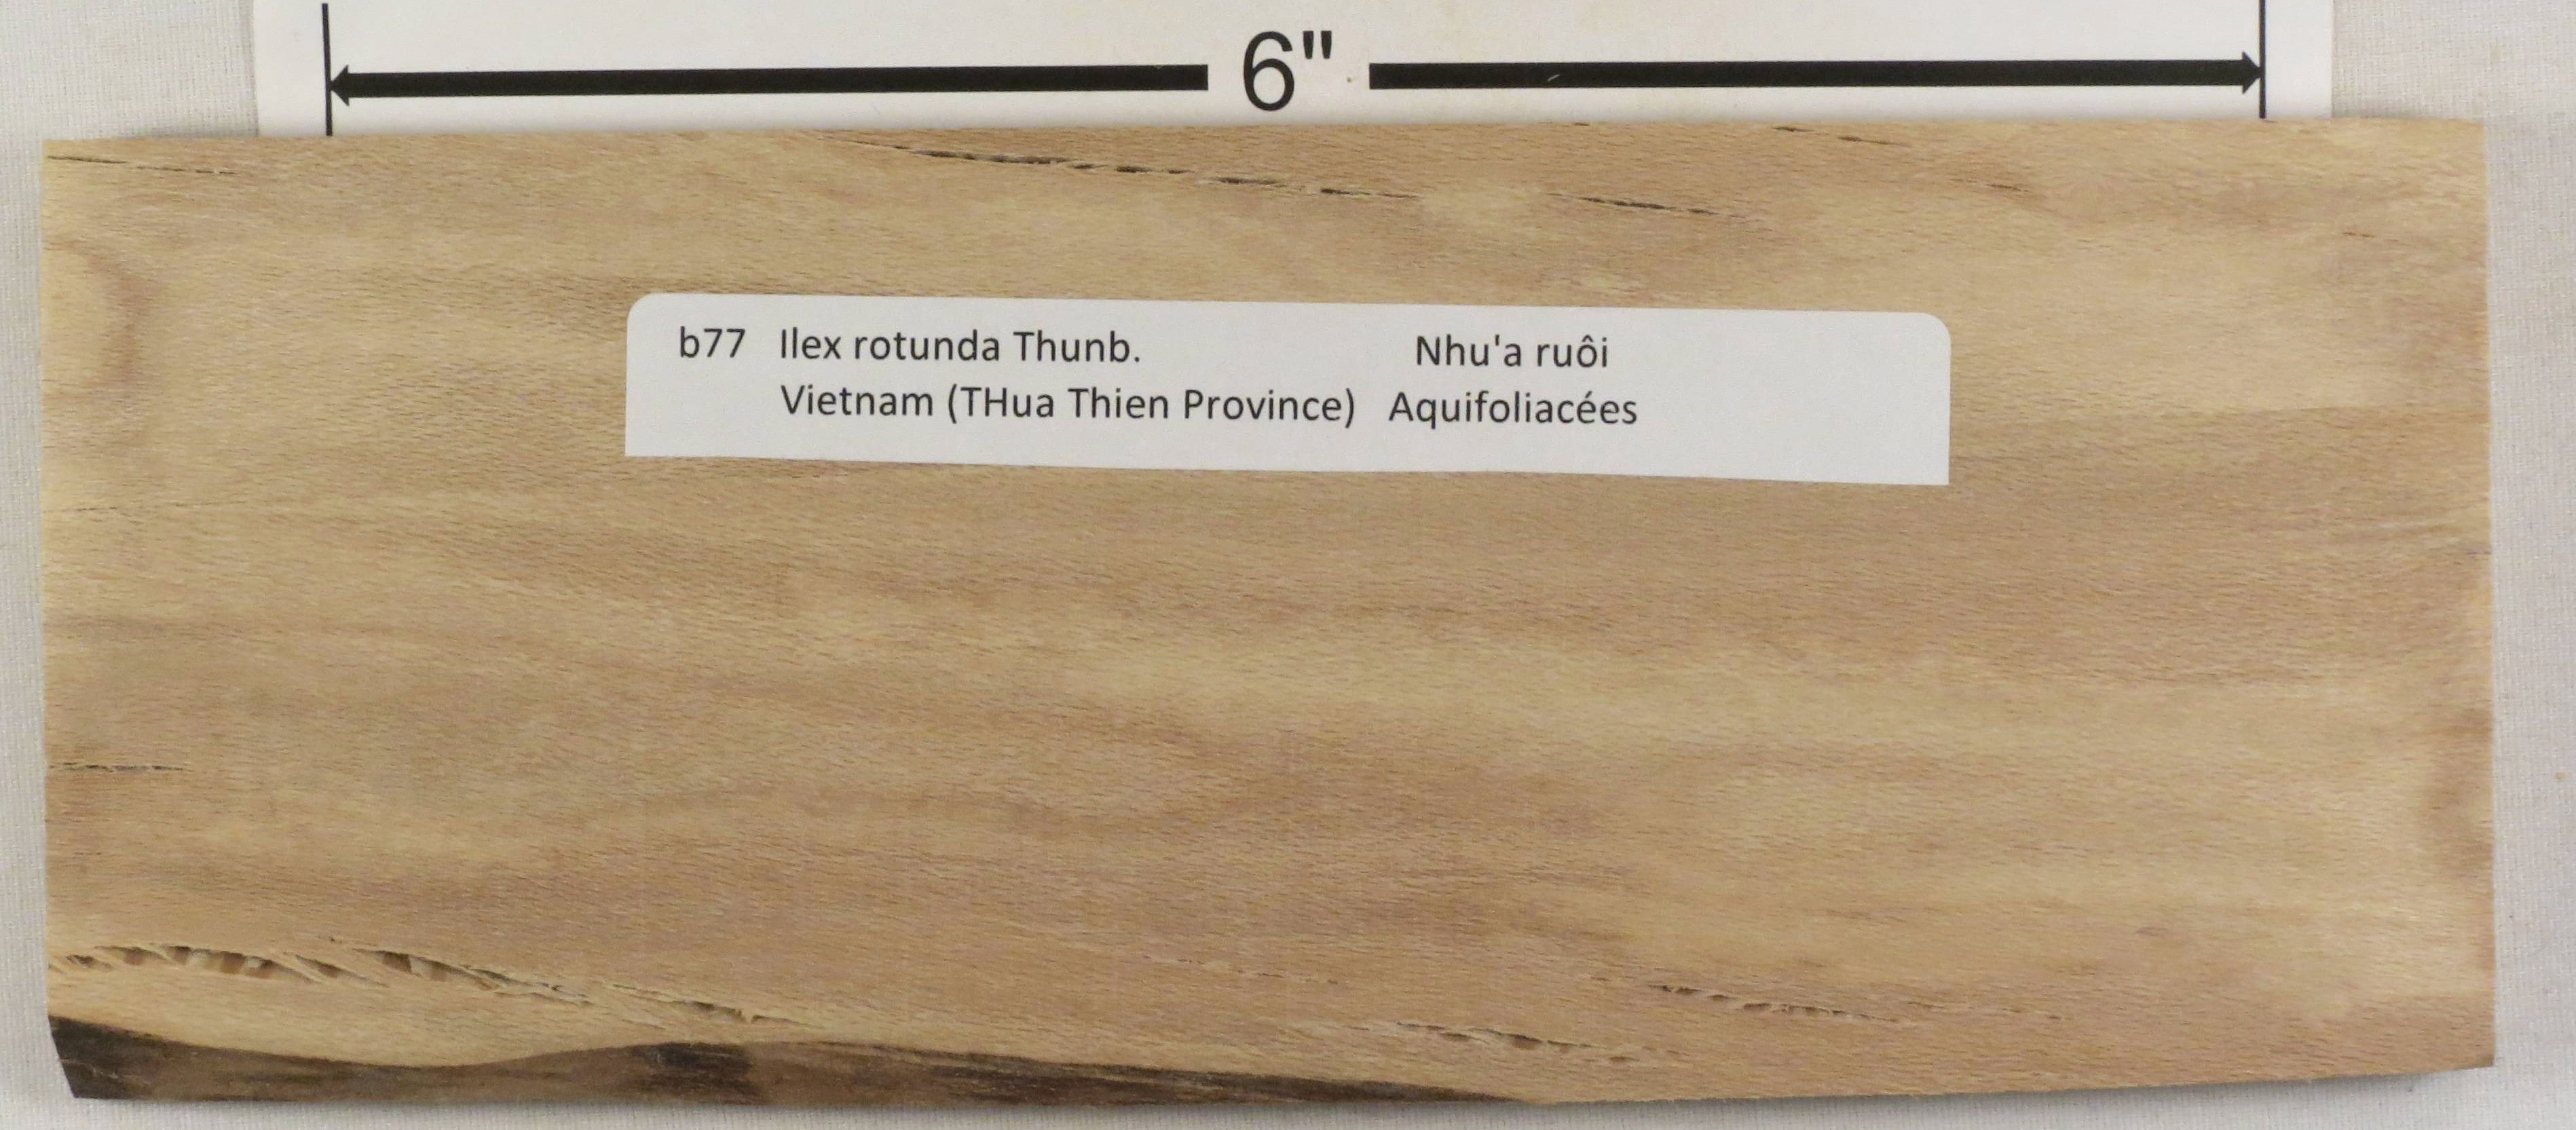 6"
b77 Ilex rotunda Thunb. Nhu'a ruôi
Vietnam (THua Thien Province) Aquifoliacées